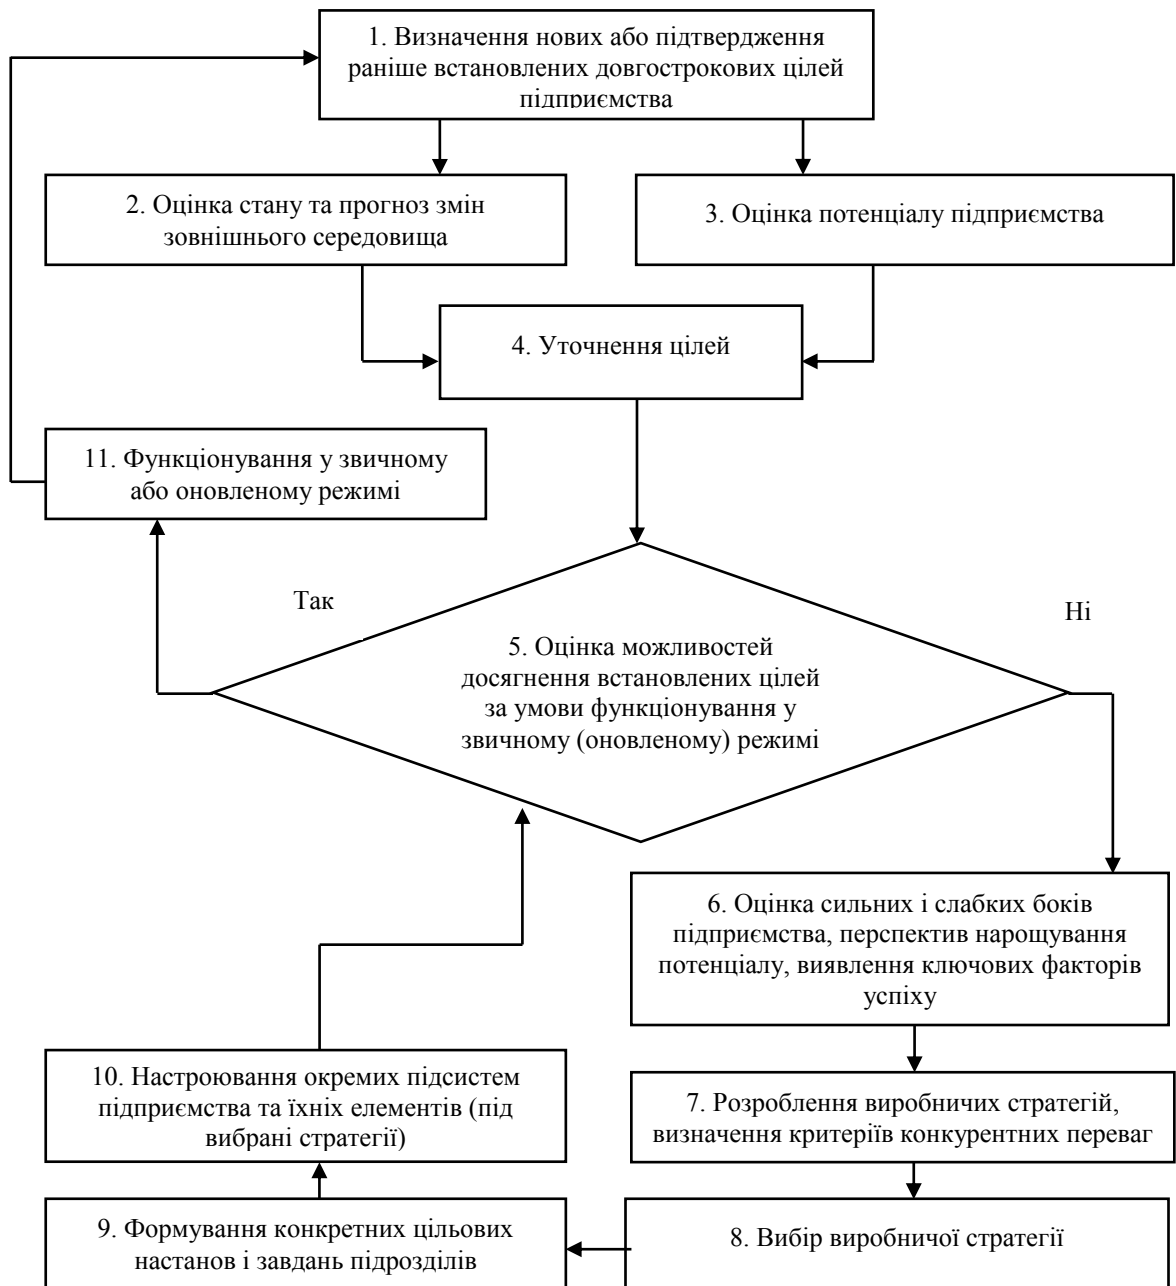 1. Визначення нових або підтвердження
раніше встановлених довгострокових цілей
підприємства
2. Оцінка стану та прогноз змін
зовнішнього середовища
3. Оцінка потенціалу підприємства
4. Уточнення цілей
11. Функціонування у звичному
або оновленому режимі
Так
Ні
5. Оцінка можливостей
досягнення встановлених цілей
за умови функціонування у
звичному (оновленому) режимі
6. Оцінка сильних і слабких боків
підприємства, перспектив нарощування
потенціалу, виявлення ключових факторів
успіху
10. Настроювання окремих підсистем
підприємства та їхніх елементів (під
вибрані стратегії)
7. Розроблення виробничих стратегій,
визначення критеріїв конкурентних переваг
9. Формування конкретних цільових
настанов і завдань підрозділів
8. Вибір виробничої стратегії